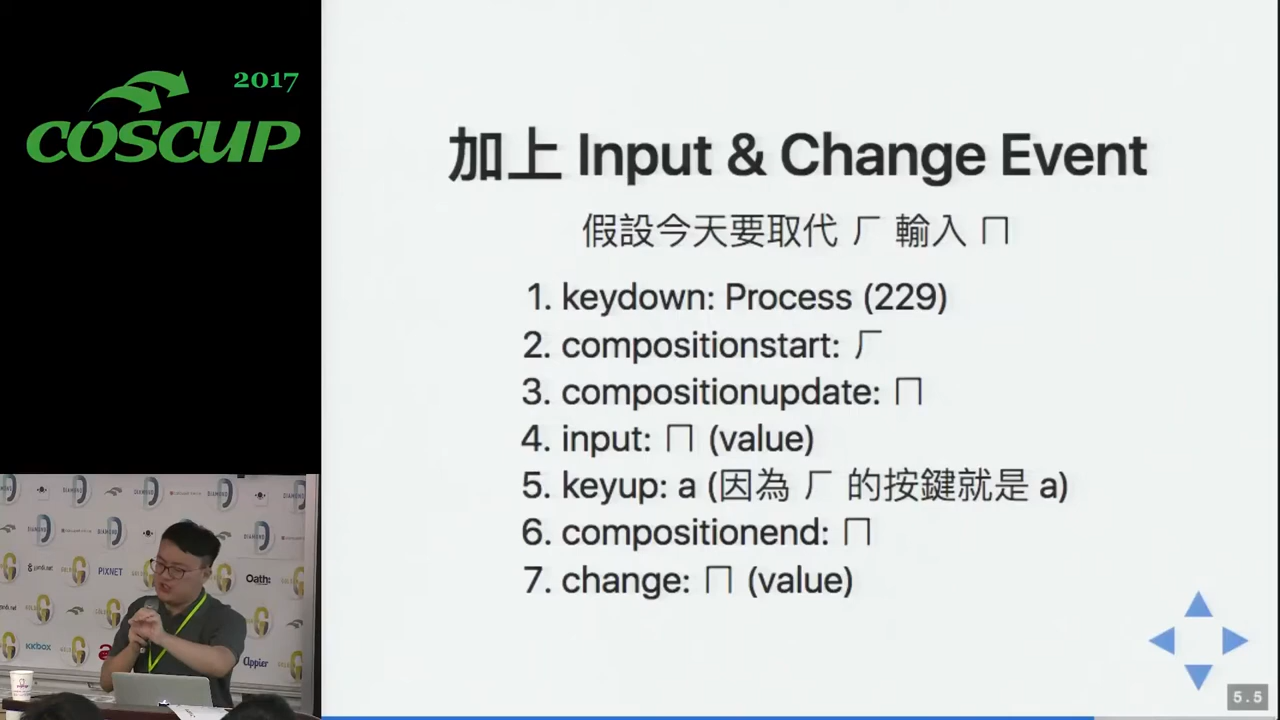 2017
COSCUP
加上 Input & Change Event
假設今天要取代 ㄏ 輸入 ㄇ
1. keydown: Process (229)
2. compositionstart: ㄏ
3. compositionupdate: ㄇ
4. input: ㄇ (value)
5. keyup: a (因為 ㄏ 的按鍵就是 a)
6. compositionend: ㄇ
7. change: ㄇ (value)
5.5
DIAMOND
PIXNET
Oath:
KKBOX
Appier